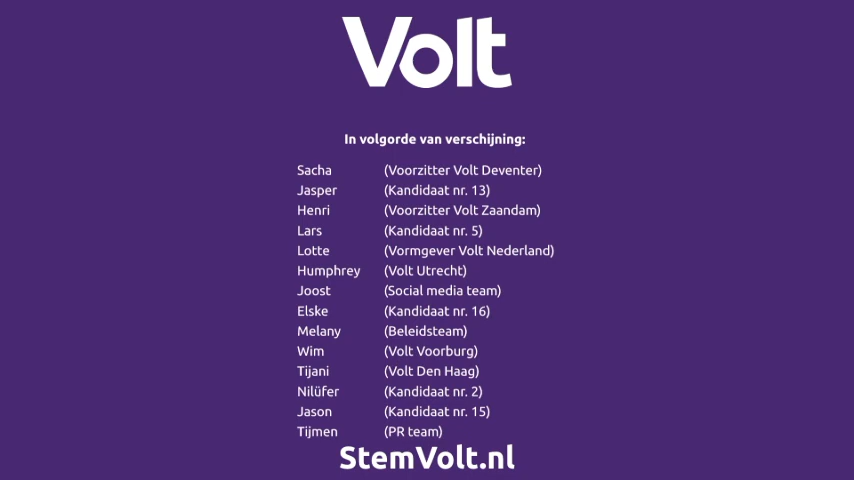 Volt
In volgorde van verschijning:
Sacha (Voorzitter Volt Deventer)
Jasper (Kandidaat nr. 13)
Henri (Voorzitter Volt Zaandam)
Lars (Kandidaat nr. 5)
Lotte (Vormgever Volt Nederland)
Humphrey (Volt Utrecht)
Joost (Social media team)
Elske (Kandidaat nr. 16)
Melany (Beleidsteam)
Wim (Volt Voorburg)
Tijani (Volt Den Haag)
Nilüfer (Kandidaat nr. 2)
Jason (Kandidaat nr. 15)
Tijmen (PR team)
StemVolt.nl